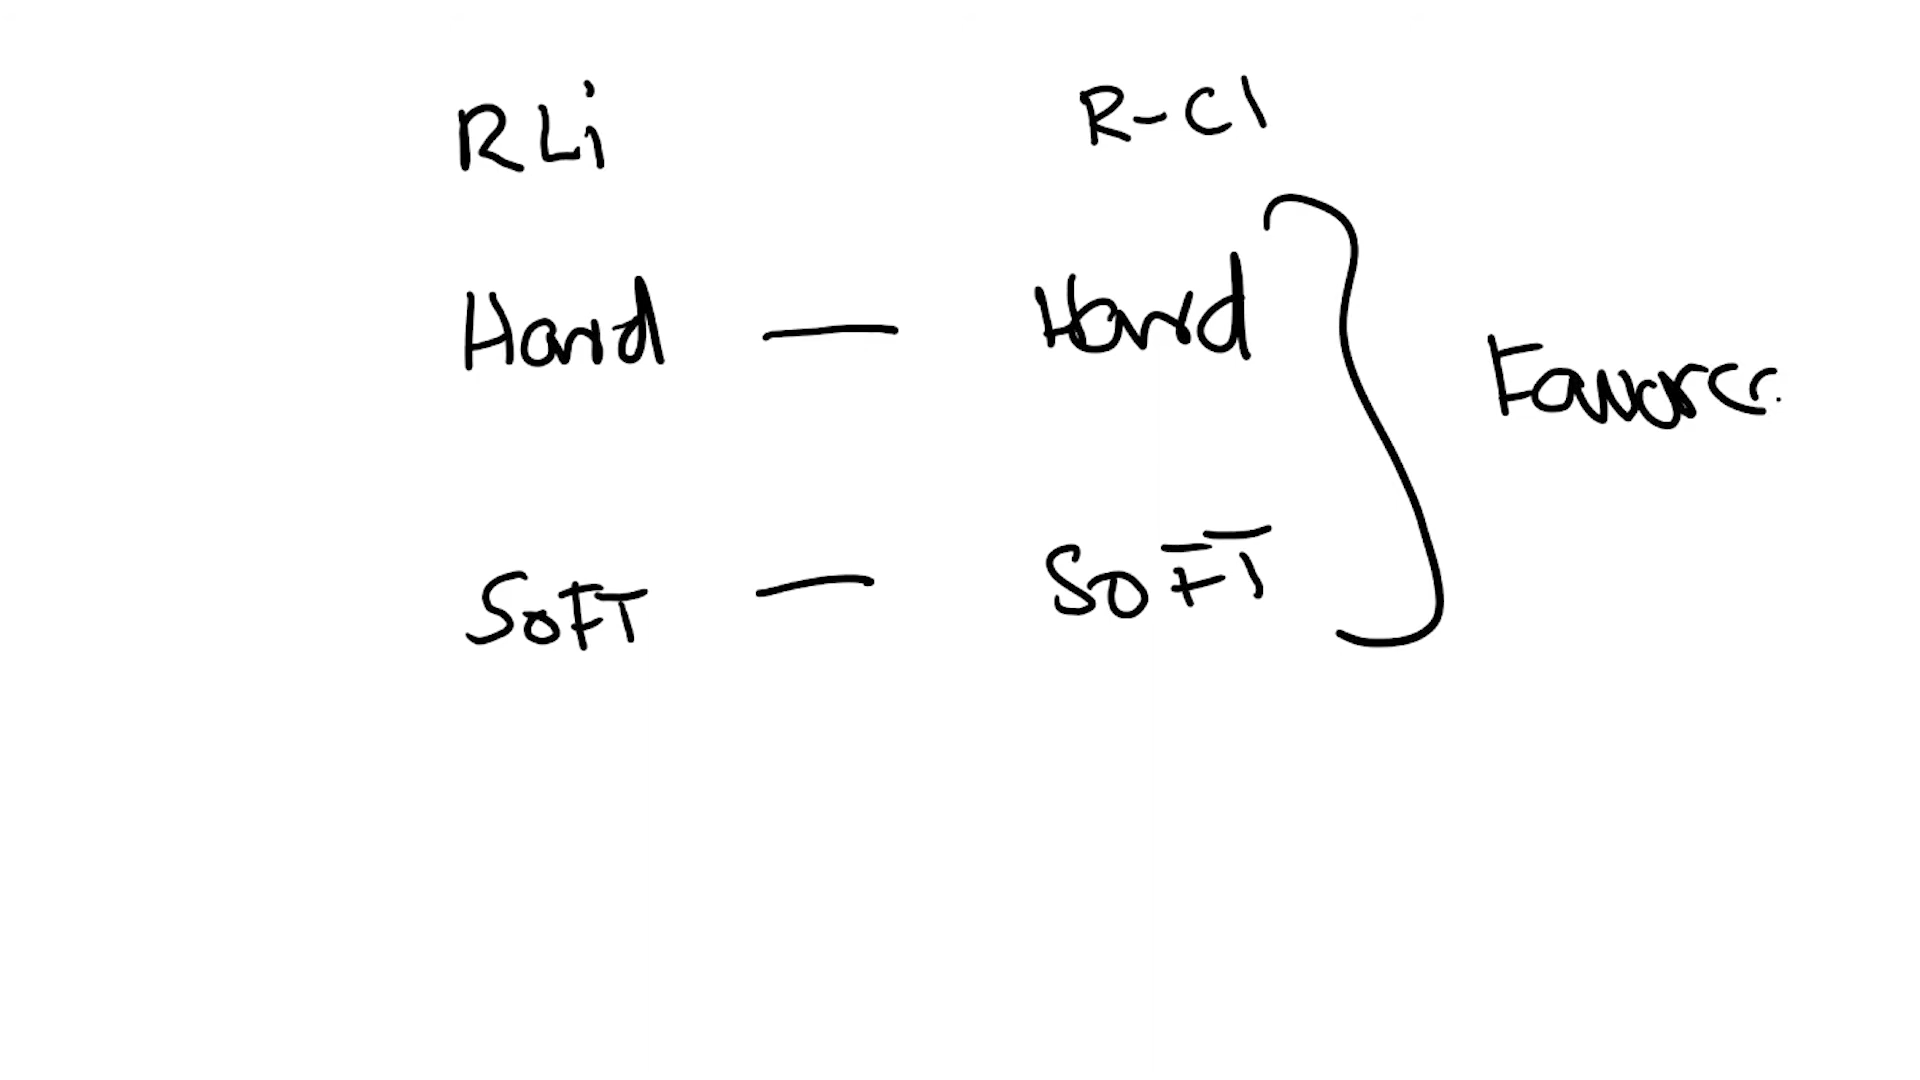 RLi R-Cl
Hard — Hard
SOFT — SOFT